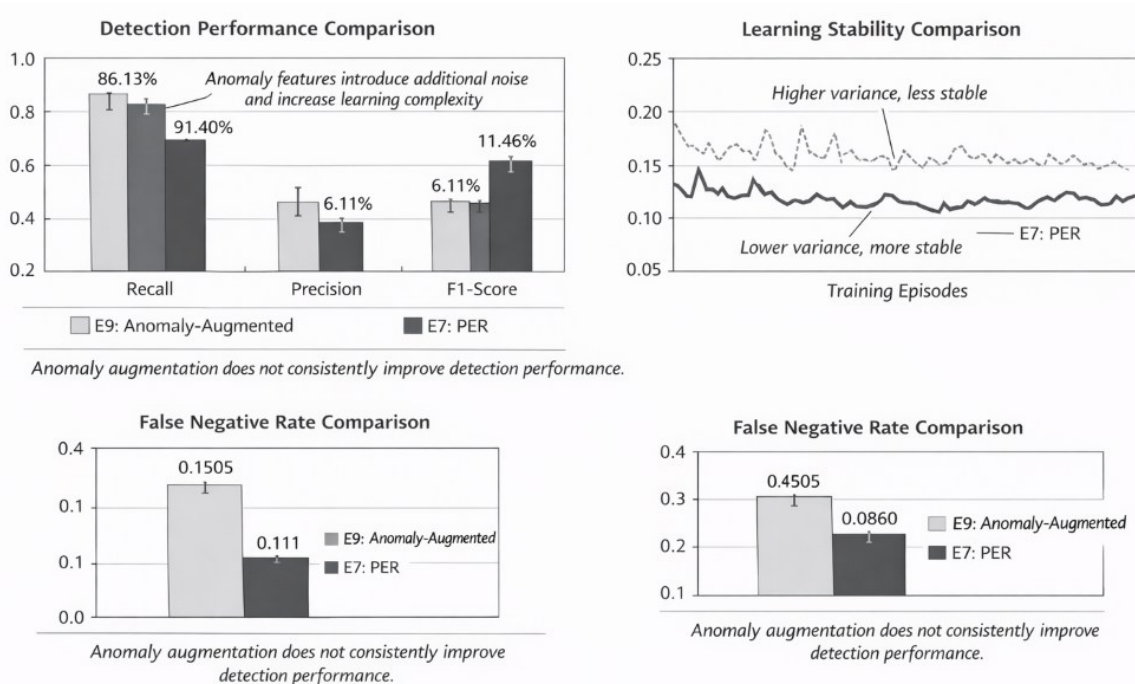 Detection Performance Comparison
1.0
0.8
0.6
0.4
0.2
86.13%
Anomaly features introduce additional noise
and increase learning complexity
91.40%
6.11%
6.11%
11.46%
Recall
Precision
F1-Score
E9: Anomaly-Augmented
E7: PER
Anomaly augmentation does not consistently improve detection performance.
Learning Stability Comparison
0.25
0.20
0.15
0.10
0.05
Higher variance, less stable
Lower variance, more stable
E7: PER
Training Episodes
False Negative Rate Comparison
0.4
0.1
0.1
0.0
0.1505
0.111
E9: Anomaly-Augmented
E7: PER
Anomaly augmentation does not consistently improve
detection performance.
False Negative Rate Comparison
0.4
0.3
0.2
0.1
0.4505
0.0860
E9: Anomaly-Augmented
E7: PER
Anomaly augmentation does not consistently improve
detection performance.